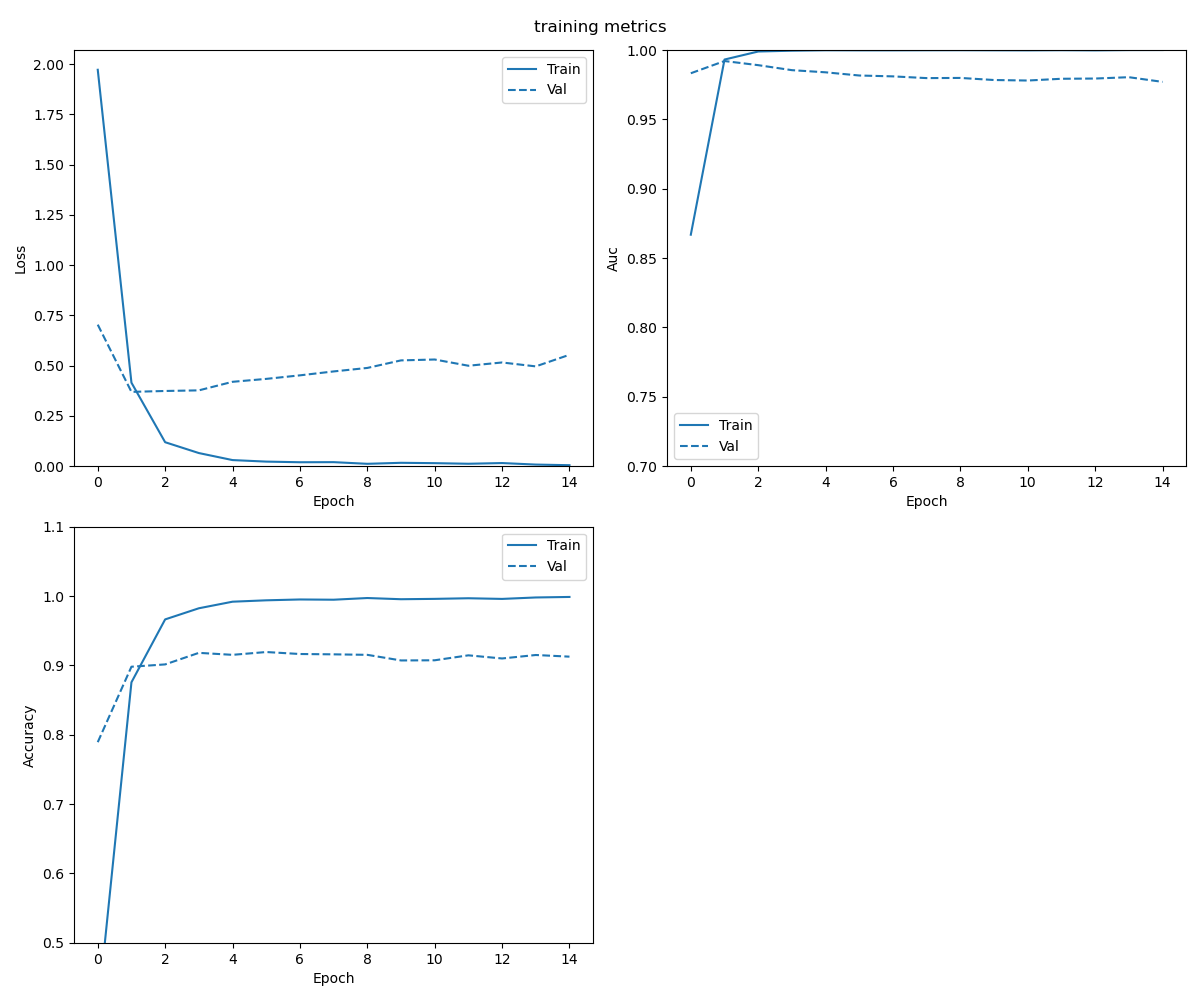 training metrics
2.00
1.75
1.50
1.25
1.00
0.75
0.50
0.25
0.00
Loss
0 2 4 6 8 10 12 14
Epoch
Train
Val
1.00
0.95
0.90
0.85
0.80
0.75
0.70
Auc
0 2 4 6 8 10 12 14
Epoch
Train
Val
1.1
1.0
0.9
0.8
0.7
0.6
0.5
Accuracy
0 2 4 6 8 10 12 14
Epoch
Train
Val